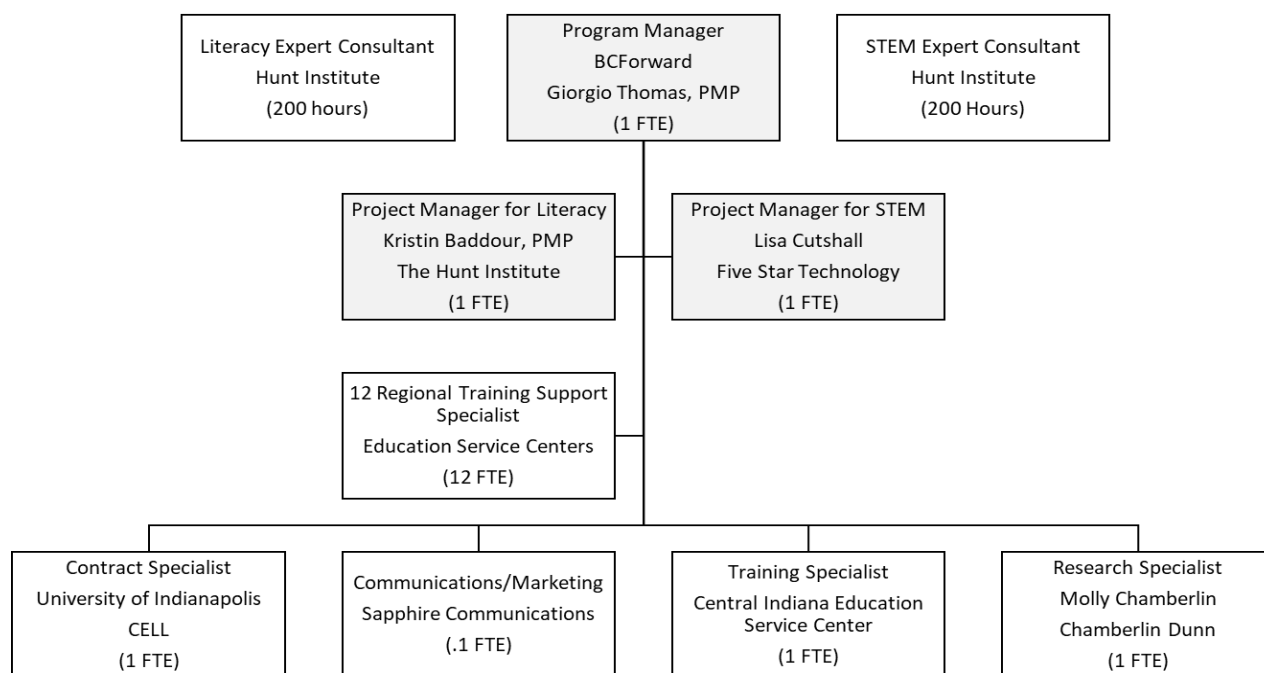 Literacy Expert Consultant
Hunt Institute
(200 hours)
Program Manager
BCForward
Giorgio Thomas, PMP
(1 FTE)
STEM Expert Consultant
Hunt Institute
(200 Hours)
Project Manager for Literacy
Kristin Baddour, PMP
The Hunt Institute
(1 FTE)
Project Manager for STEM
Lisa Cutshall
Five Star Technology
(1 FTE)
12 Regional Training Support
Specialist
Education Service Centers
(12 FTE)
Contract Specialist
University of Indianapolis
CELL
(1 FTE)
Communications/Marketing
Sapphire Communications
(.1 FTE)
Training Specialist
Central Indiana Education
Service Center
(1 FTE)
Research Specialist
Molly Chamberlin
Chamberlin Dunn
(1 FTE)